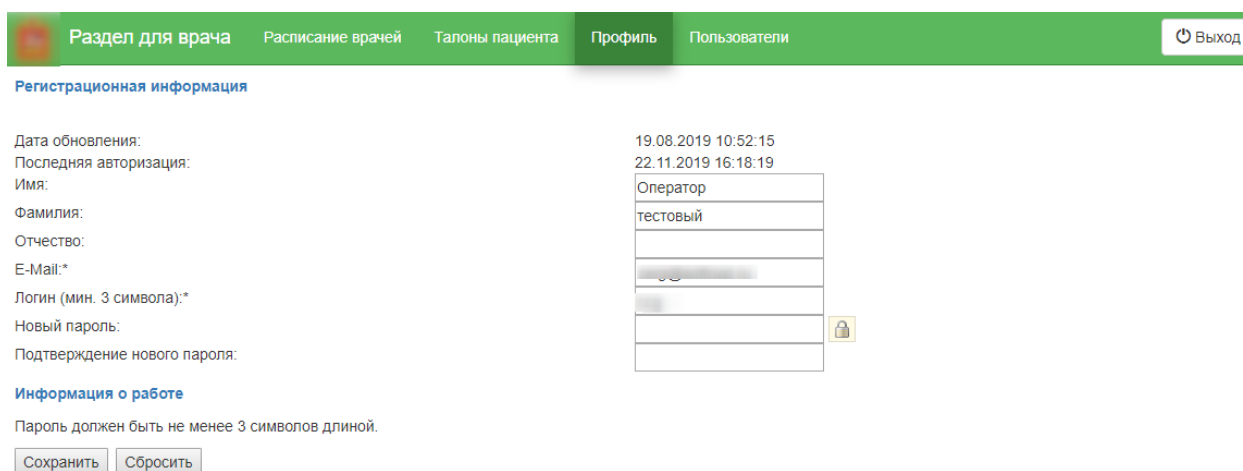 Раздел для врача Расписание врачей Талоны пациента Профиль Пользователи Выход
Регистрационная информация
Дата обновления: 19.08.2019 10:52:15
Последняя авторизация: 22.11.2019 16:18:19
Имя: Оператор
Фамилия: тестовый
Отчество:
E-Mail:*
Логин (мин. 3 символа):*
Новый пароль:
Подтверждение нового пароля:
Информация о работе
Пароль должен быть не менее 3 символов длиной.
Сохранить Сбросить